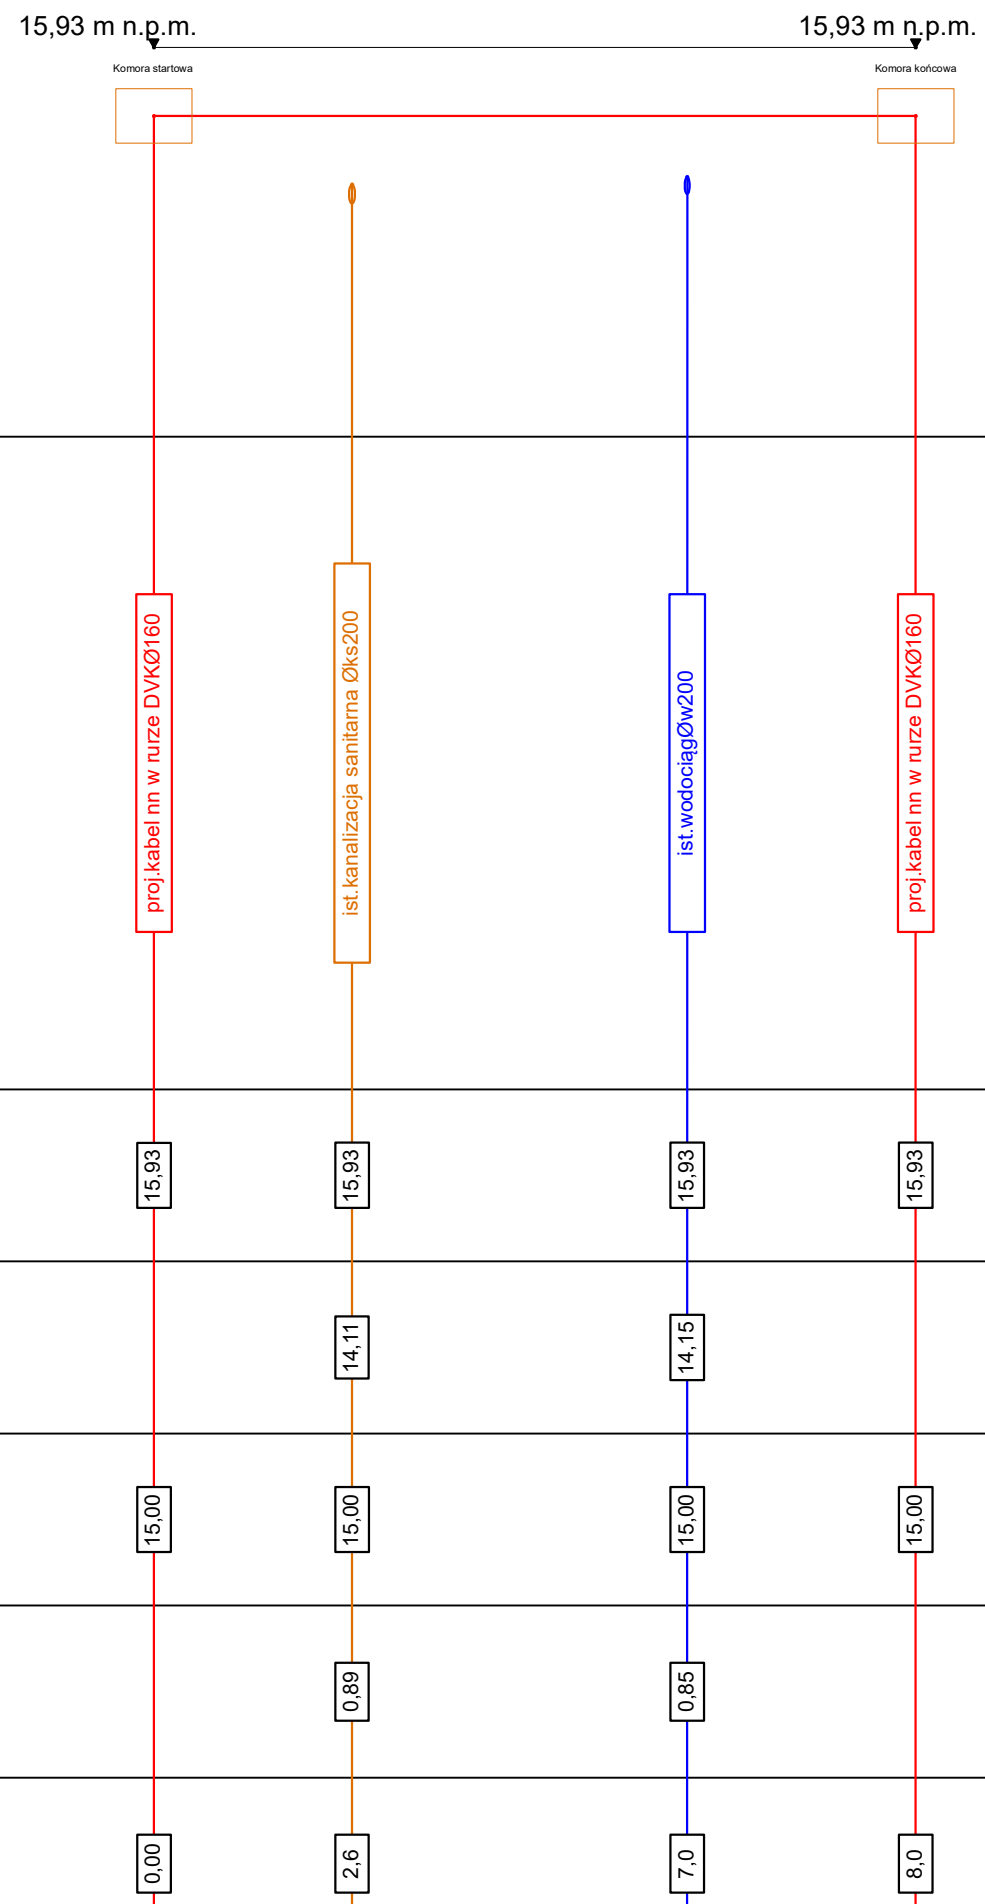 15,93 m n.p.m.
15,93 m n.p.m.
Komora startowa
Komora końcowa
proj.kabel nn w rurze DVKØ160
ist.kanalizacja sanitarna Øks200
ist.wodociągØw200
proj.kabel nn w rurze DVKØ160
15,93
15,93
15,93
15,93
14,11
14,15
15,00
15,00
15,00
15,00
0,89
0,85
0,00
2,6
7,0
8,0